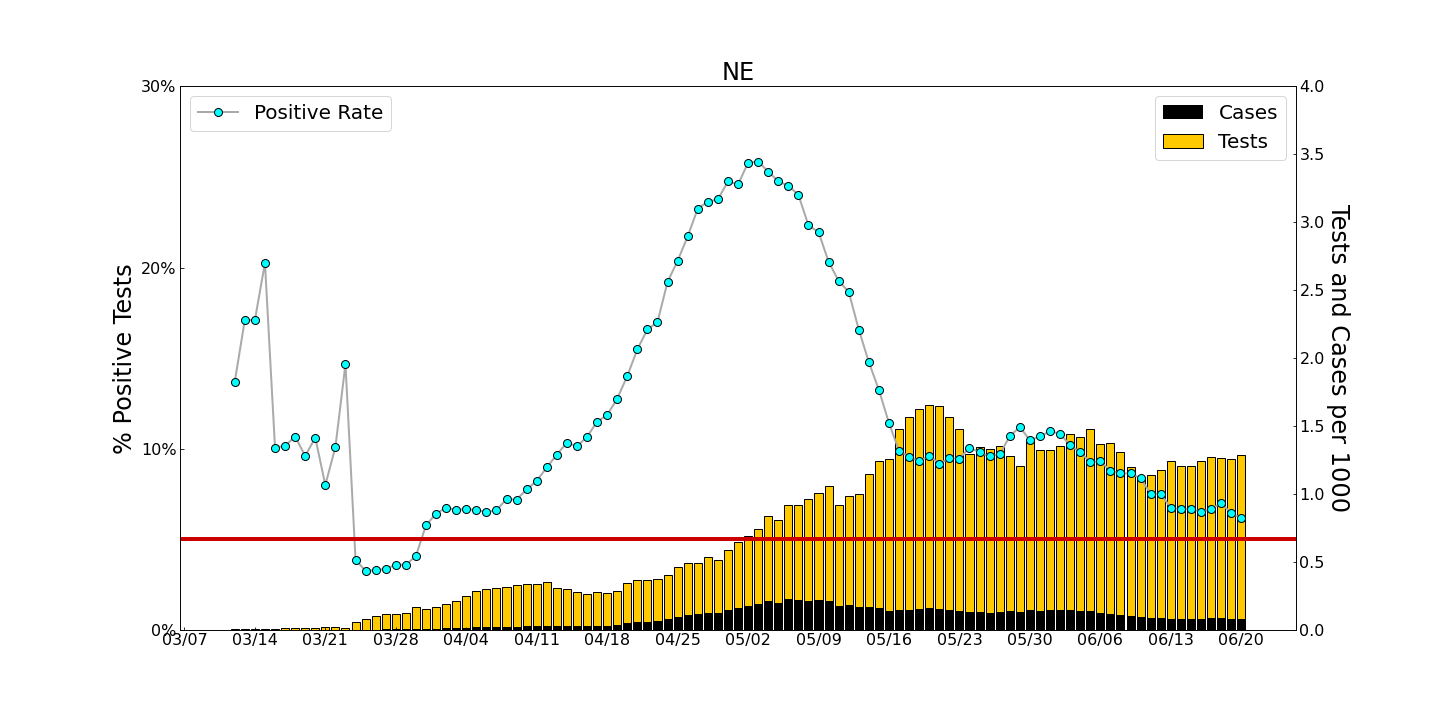 NE
Positive Rate
Cases
Tests
% Positive Tests
30%
20%
10%
0%
4.0
3.5
3.0
2.5
2.0
1.5
1.0
0.5
0.0
Tests and Cases per 1000
03/07 03/14 03/21 03/28 04/04 04/11 04/18 04/25 05/02 05/09 05/16 05/23 05/30 06/06 06/13 06/20